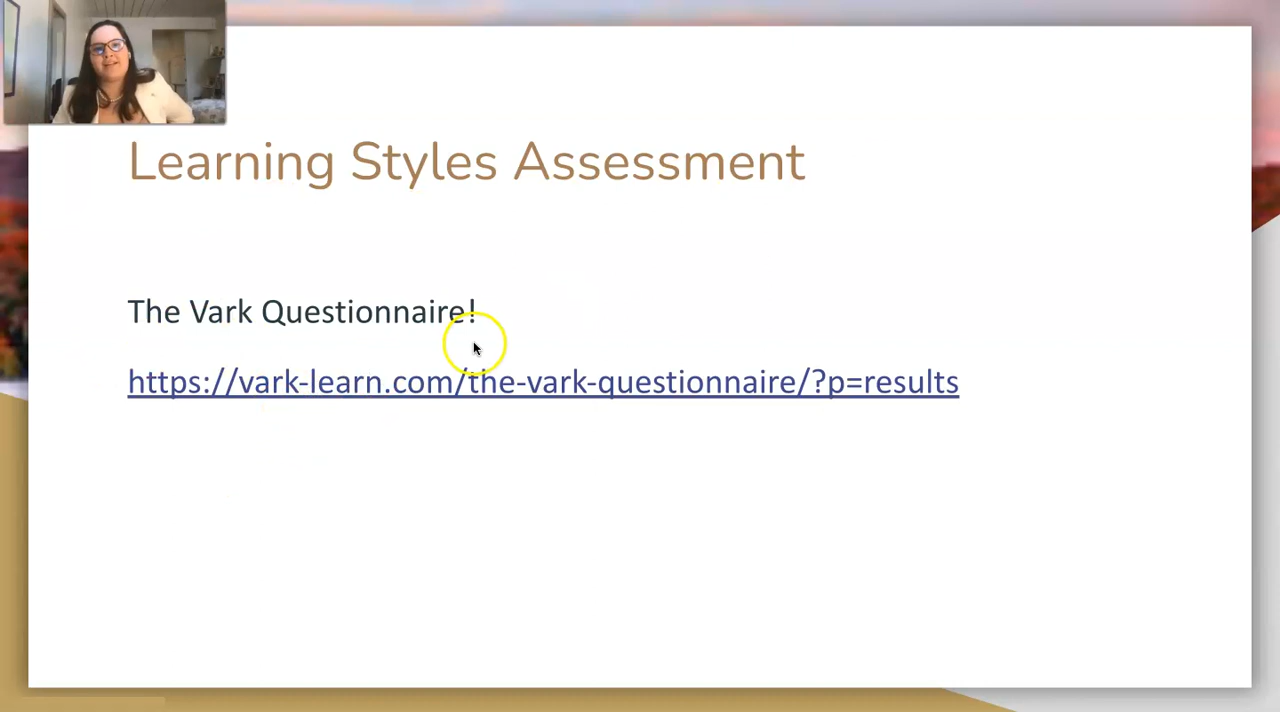 Learning Styles Assessment
The Vark Questionnaire!
https://vark-learn.com/the-vark-questionnaire/?p=results